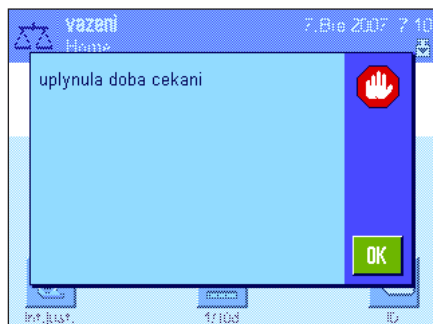 vazeni
7.Bre 2007 7:10
Home
uplynula doba cekani
OK
Int.just.
1/10d
ID